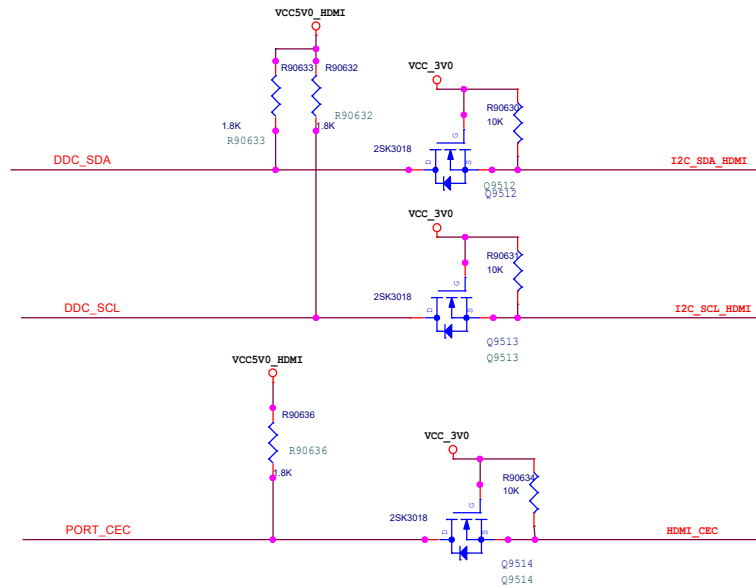 VCC5V0_HDMI
R90633
R90632
1.8K
1.8K
R90633
R90632
VCC_3V0
R90630
10K
2SK3018
G
D
S
Q9512
Q9512
DDC_SDA
I2C_SDA_HDMI
VCC_3V0
R90631
10K
2SK3018
G
D
S
Q9513
Q9513
DDC_SCL
I2C_SCL_HDMI
VCC5V0_HDMI
R90636
R90636
1.8K
VCC_3V0
R90634
10K
2SK3018
G
D
S
Q9514
Q9514
PORT_CEC
HDMI_CEC